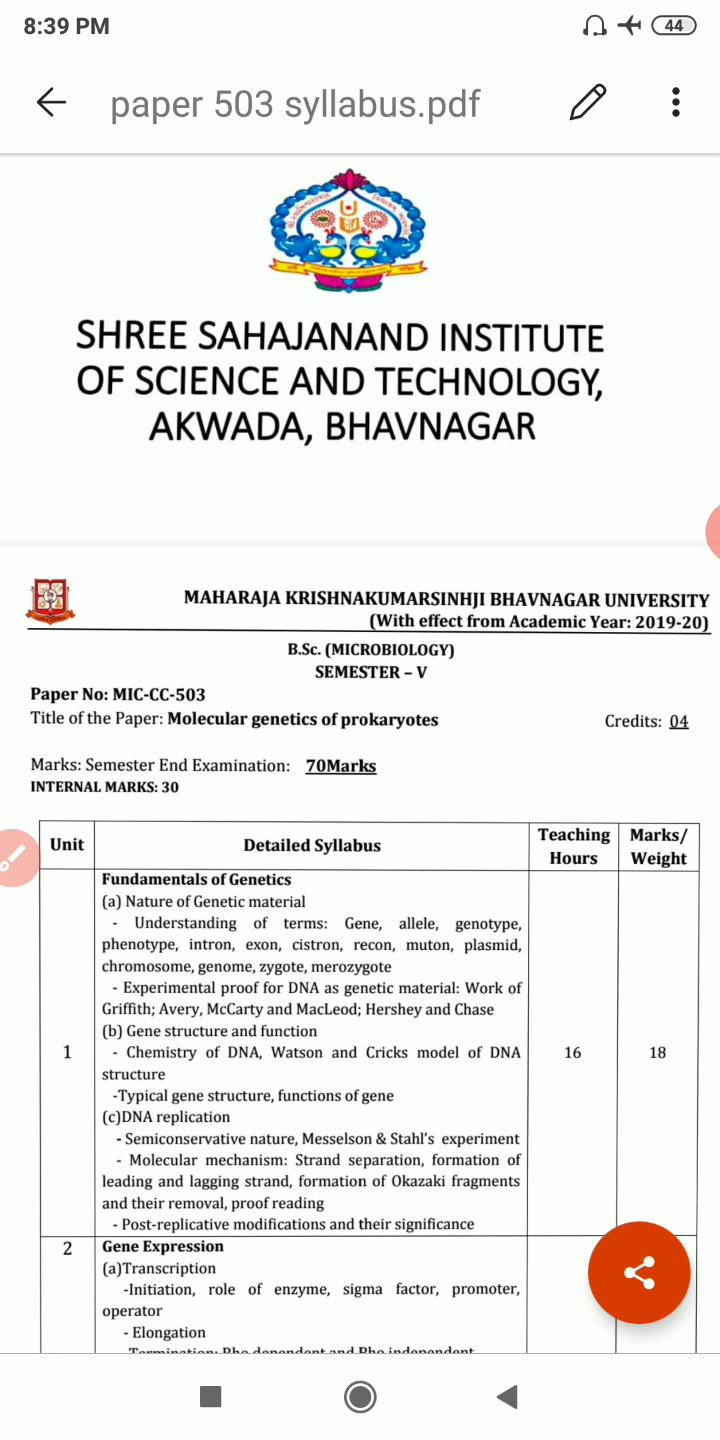 8:39 PM
44
paper 503 syllabus.pdf
SHREE SAHAJANAND INSTITUTE
OF SCIENCE AND TECHNOLOGY,
AKWADA, BHAVNAGAR
MAHARAJA KRISHNAKUMARSINHJI BHAVNAGAR UNIVERSITY
(With effect from Academic Year: 2019-20)
B.Sc. (MICROBIOLOGY)
SEMESTER – V
Paper No: MIC-CC-503
Title of the Paper: Molecular genetics of prokaryotes Credits: 04
Marks: Semester End Examination: 70Marks
INTERNAL MARKS: 30
Unit Detailed Syllabus Teaching Hours Marks/ Weight
Fundamentals of Genetics
(a) Nature of Genetic material
- Understanding of terms: Gene, allele, genotype,
phenotype, intron, exon, cistron, recon, muton, plasmid,
chromosome, genome, zygote, merozygote
- Experimental proof for DNA as genetic material: Work of
Griffith; Avery, McCarty and MacLeod; Hershey and Chase
(b) Gene structure and function
1 - Chemistry of DNA, Watson and Cricks model of DNA 16 18
structure
-Typical gene structure, functions of gene
(c)DNA replication
- Semiconservative nature, Messelson & Stahl's experiment
- Molecular mechanism: Strand separation, formation of
leading and lagging strand, formation of Okazaki fragments
and their removal, proof reading
- Post-replicative modifications and their significance
2 Gene Expression
(a)Transcription
-Initiation, role of enzyme, sigma factor, promoter,
operator
- Elongation
- Termination: Rho dependent and Rho independent